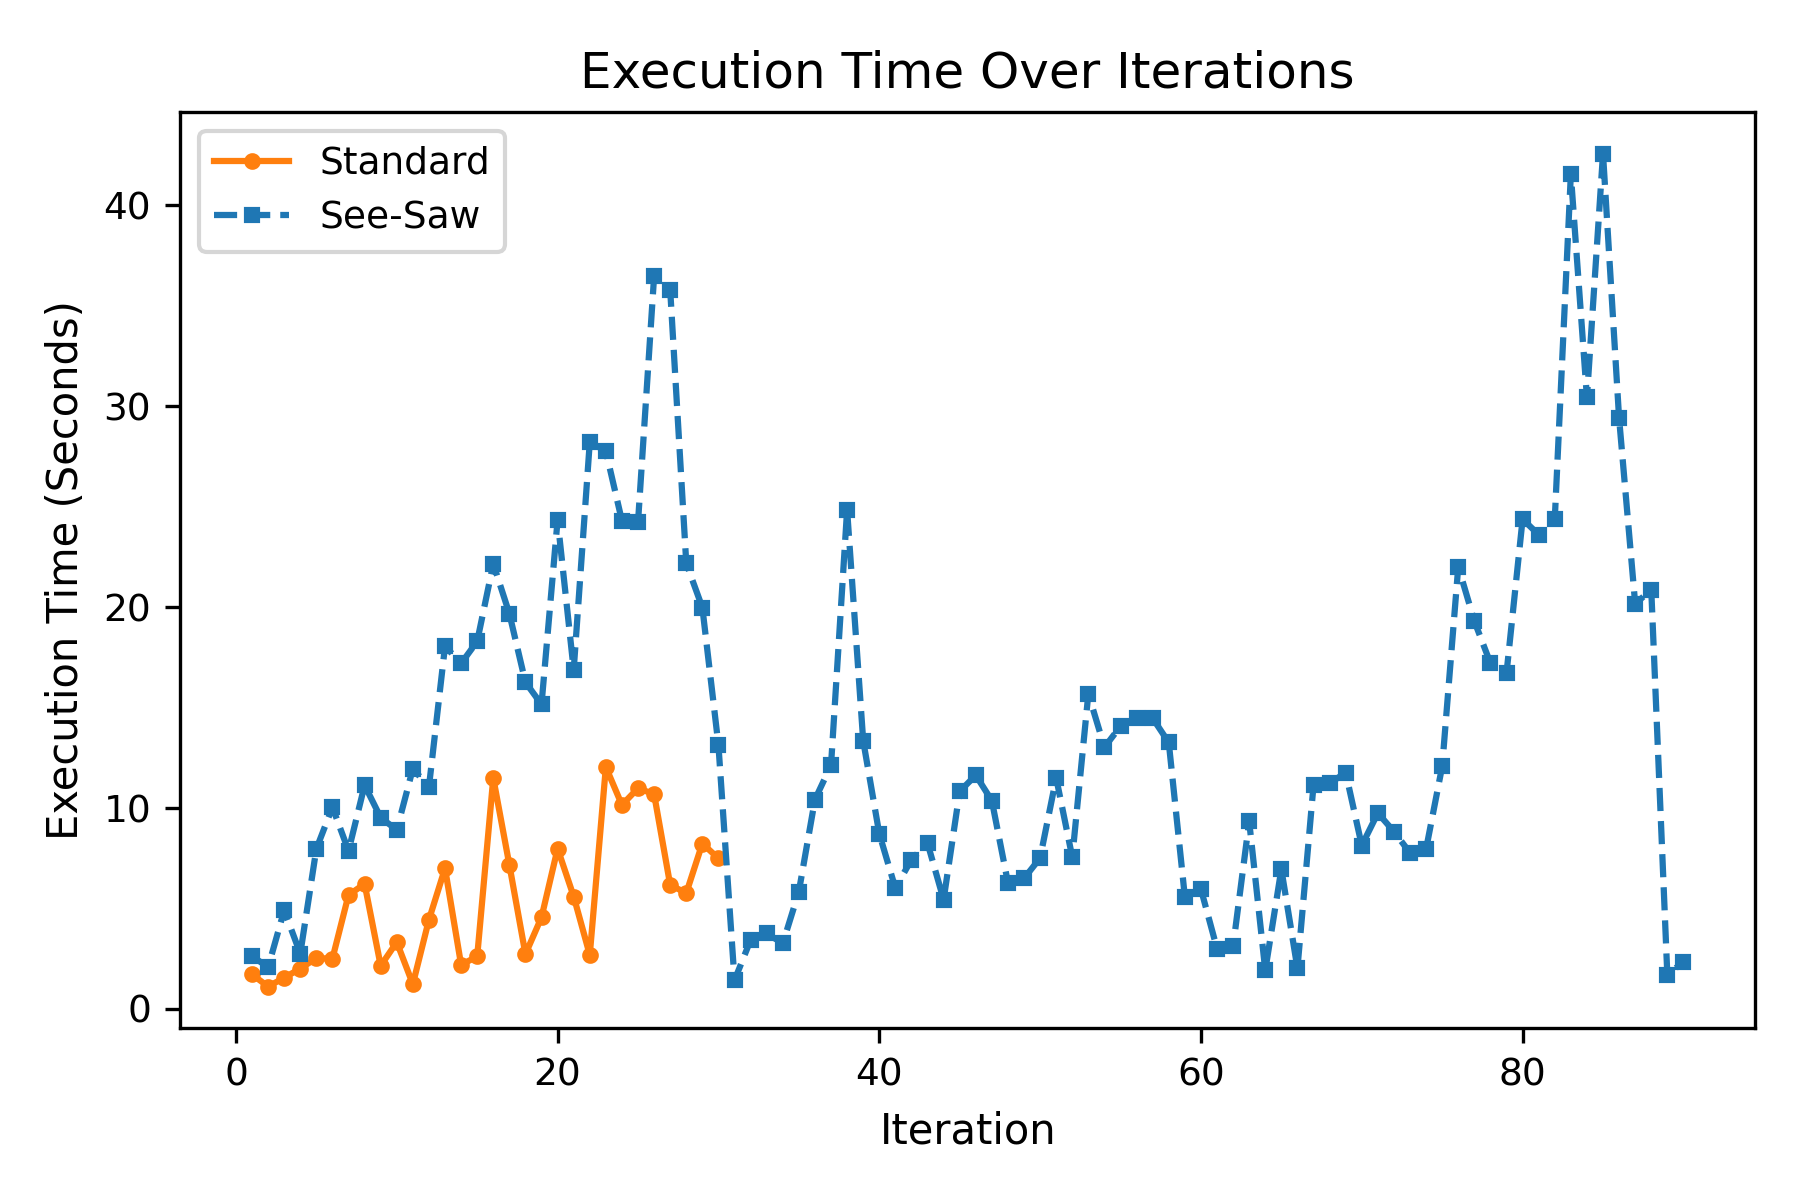 Execution Time Over Iterations
Standard
See-Saw
Execution Time (Seconds)
40
30
20
10
0
0 20 40 60 80
Iteration